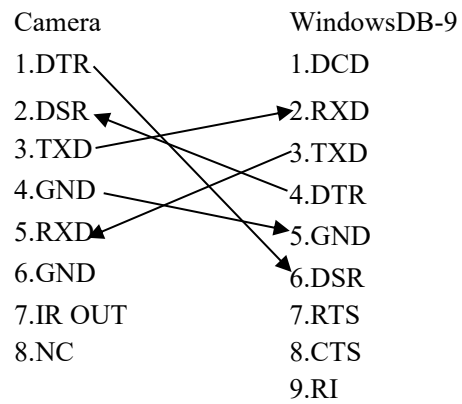 Camera
1.DTR
2.DSR
3.TXD
4.GND
5.RXD
6.GND
7.IR OUT
8.NC
WindowsDB-9
1.DCD
2.RXD
3.TXD
4.DTR
5.GND
6.DSR
7.RTS
8.CTS
9.RI